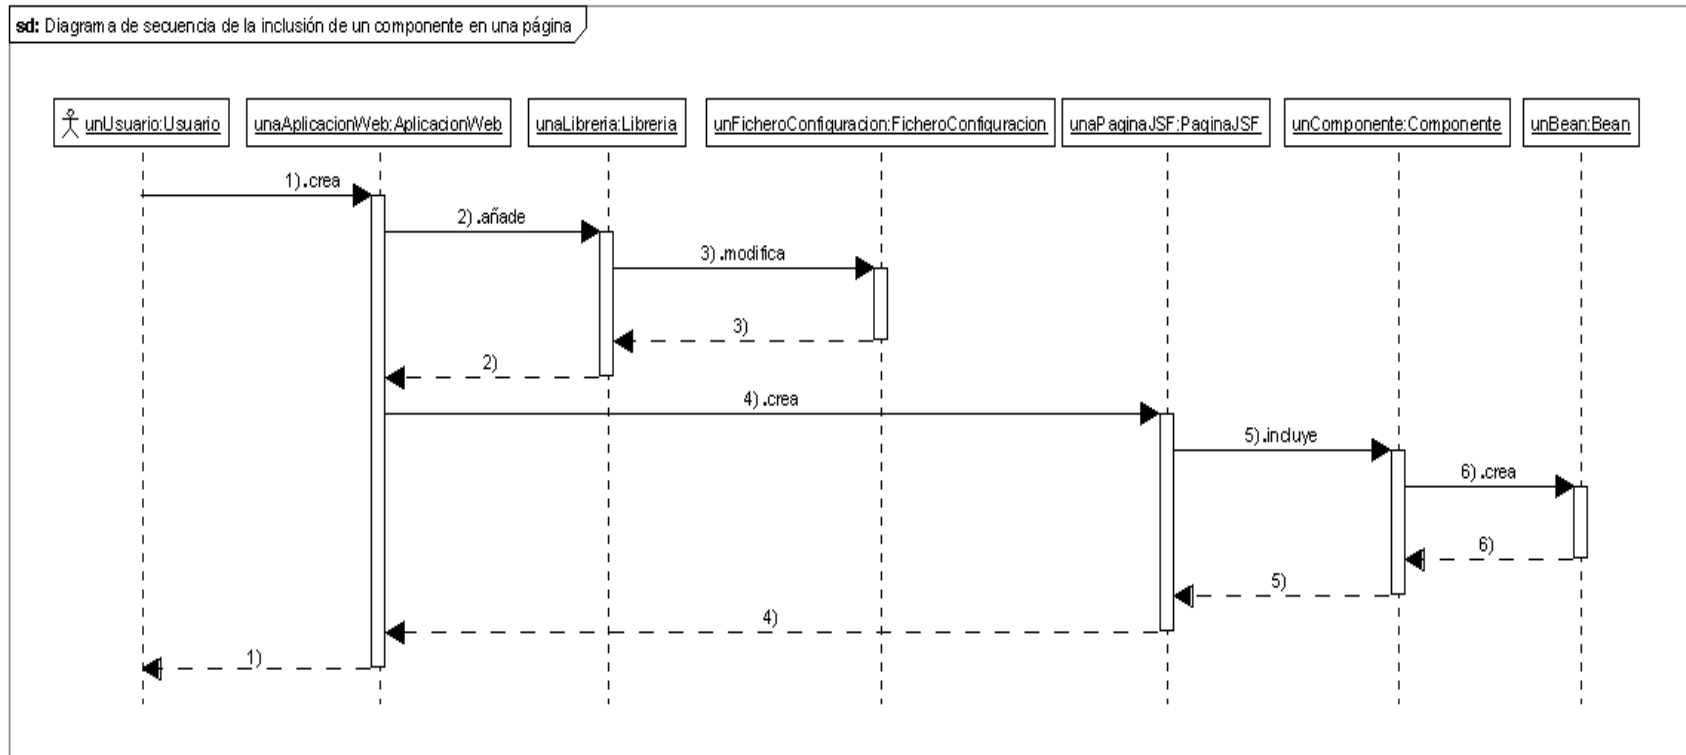 sd: Diagrama de secuencia de la inclusión de un componente en una página
unUsuario:Usuario
unaAplicacionWeb:AplicacionWeb
unaLibreria:Libreria
unFicheroConfiguracion:FicheroConfiguracion
unaPaginaJSF:PaginaJSF
unComponente:Componente
unBean:Bean
1).crea
2).añade
3).modifica
3)
2)
4).crea
5).incluye
6).crea
6)
5)
4)
1)